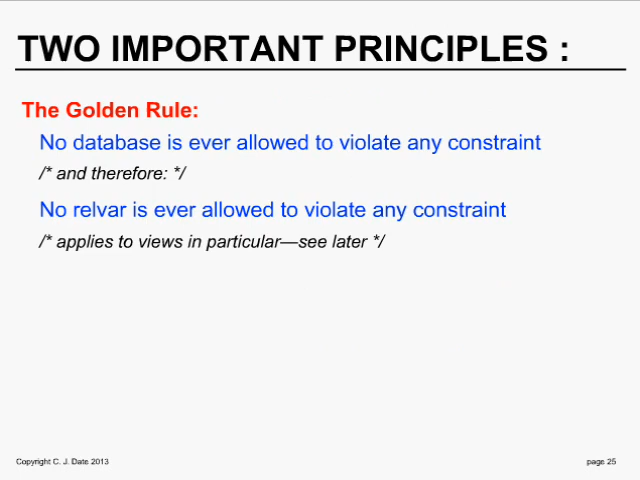 TWO IMPORTANT PRINCIPLES :
The Golden Rule:
No database is ever allowed to violate any constraint
/* and therefore: */
No relvar is ever allowed to violate any constraint
/* applies to views in particular—see later */
Copyright C. J. Date 2013
page 25